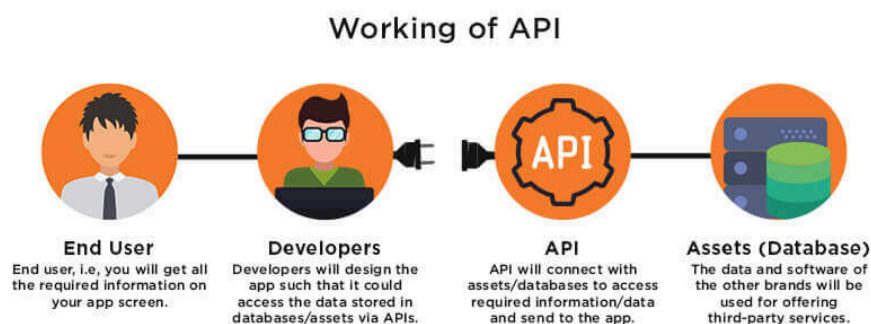 Working of API
API
End User
End user, i.e, you will get all
the required information on
your app screen.
Developers
Developers will design the
app such that it could
access the data stored in
databases/assets via APIs.
API
API will connect with
assets/databases to access
required information/data
and send to the app.
Assets (Database)
The data and software of
the other brands will be
used for offering
third-party services.